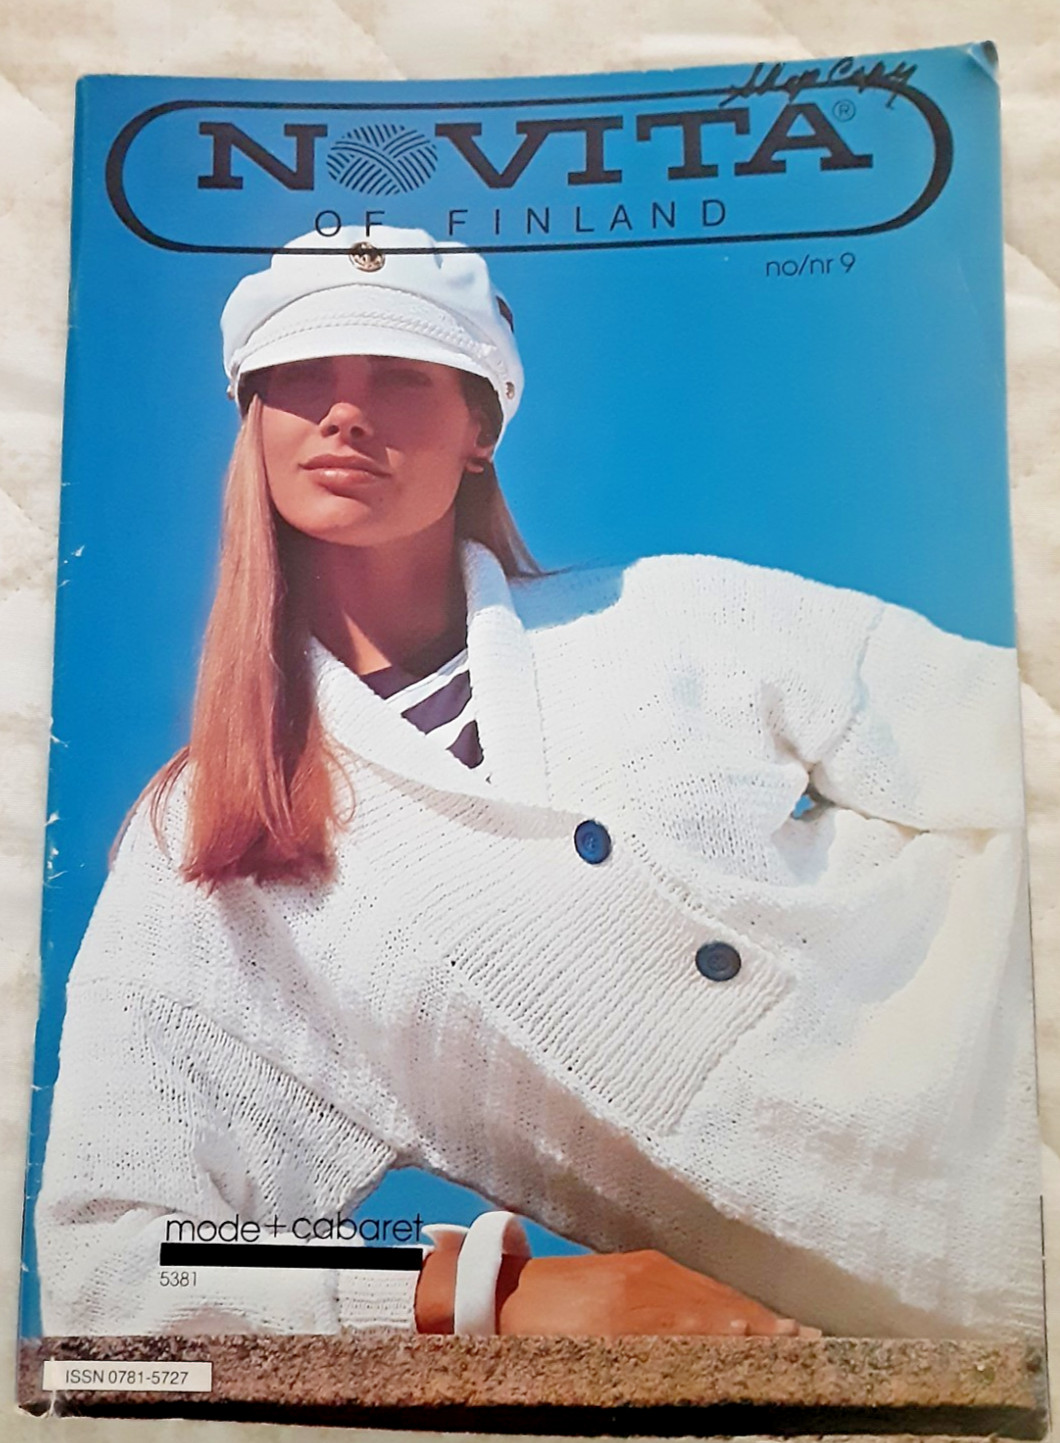 Shop Copy
NOVITA®
OF FINLAND
no/nr 9
mode+cabaret
5381
ISSN 0781-5727